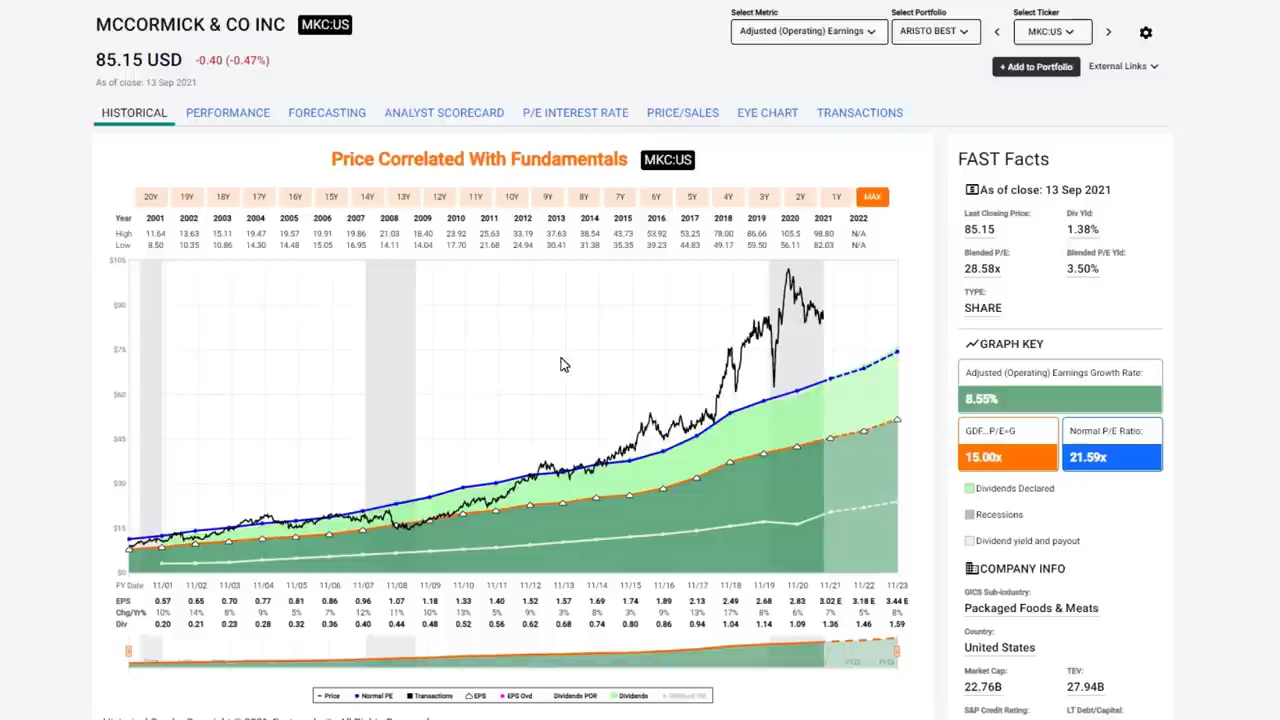 MCCORMICK & CO INC MKC:US
85.15 USD -0.40 (-0.47%)
As of close: 13 Sep 2021
Select Metric Select Portfolio Select Ticker
Adjusted (Operating) Earnings ARISTO BEST MKC:US
+ Add to Portfolio External Links
HISTORICAL PERFORMANCE FORECASTING ANALYST SCORECARD P/E INTEREST RATE PRICE/SALES EYE CHART TRANSACTIONS
Price Correlated With Fundamentals MKC:US
20Y 19Y 18Y 17Y 16Y 15Y 14Y 13Y 12Y 11Y 10Y 9Y 8Y 7Y 6Y 5Y 4Y 3Y 2Y 1Y MAX
Year 2001 2002 2003 2004 2005 2006 2007 2008 2009 2010 2011 2012 2013 2014 2015 2016 2017 2018 2019 2020 2021 2022
High 11.64 13.63 15.11 19.47 19.57 19.91 19.86 21.03 18.40 23.92 25.63 33.19 37.63 38.54 43.73 53.92 53.25 78.00 86.66 105.5 98.80 N/A
Low 8.50 10.35 10.86 14.30 14.48 15.05 16.95 14.11 14.04 17.70 21.68 24.94 30.41 31.38 35.35 39.23 44.83 49.17 59.50 56.11 82.03 N/A
$105
$90
$75
$60
$45
$30
$15
$0
FY Date 11/01 11/02 11/03 11/04 11/05 11/06 11/07 11/08 11/09 11/10 11/11 11/12 11/13 11/14 11/15 11/16 11/17 11/18 11/19 11/20 11/21 11/22 11/23
EPS 0.57 0.65 0.70 0.77 0.81 0.86 0.96 1.07 1.18 1.33 1.40 1.52 1.57 1.69 1.74 1.89 2.13 2.49 2.68 2.83 3.02 E 3.18 E 3.44 E
Chg/Yr% 10% 14% 8% 9% 5% 7% 12% 11% 10% 13% 5% 9% 3% 8% 3% 9% 13% 17% 8% 6% 7% 5% 8%
Div 0.20 0.21 0.23 0.28 0.32 0.36 0.40 0.44 0.48 0.52 0.56 0.62 0.68 0.74 0.80 0.86 0.94 1.04 1.14 1.09 1.36 1.46 1.59
Price Normal PE Transactions EPS EPS Ovd Dividends POR Dividends
FAST Facts
As of close: 13 Sep 2021
Last Closing Price: Div Yld:
85.15 1.38%
Blended P/E: Blended P/E Yld:
28.58x 3.50%
TYPE:
SHARE
GRAPH KEY
Adjusted (Operating) Earnings Growth Rate:
8.55%
GDF...P/E=G Normal P/E Ratio:
15.00x 21.59x
Dividends Declared
Recessions
Dividend yield and payout
COMPANY INFO
GICS Sub-industry:
Packaged Foods & Meats
Country:
United States
Market Cap: TEV:
22.76B 27.94B
S&P Credit Rating: LT Debt/Capital: